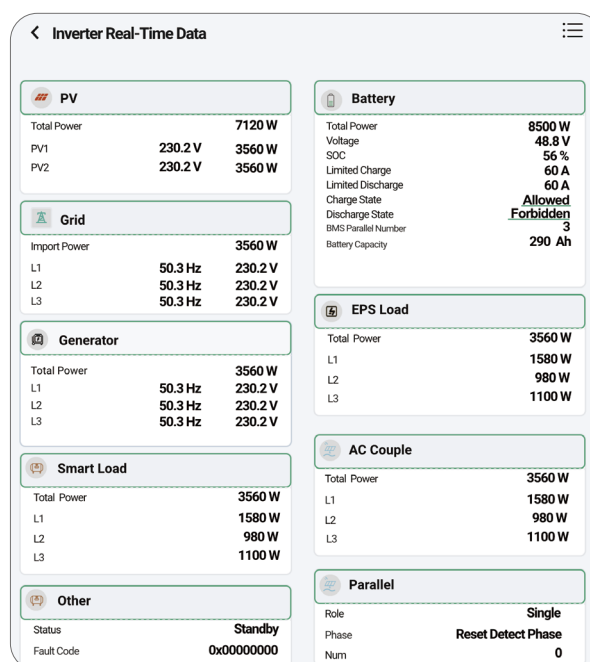 Inverter Real-Time Data
PV
Total Power 7120 W
PV1 230.2 V 3560 W
PV2 230.2 V 3560 W
Grid
Import Power 3560 W
L1 50.3 Hz 230.2 V
L2 50.3 Hz 230.2 V
L3 50.3 Hz 230.2 V
Generator
Total Power 3560 W
L1 50.3 Hz 230.2 V
L2 50.3 Hz 230.2 V
L3 50.3 Hz 230.2 V
Smart Load
Total Power 3560 W
L1 1580 W
L2 980 W
L3 1100 W
Other
Status Standby
Fault Code 0x00000000
Battery
Total Power 8500 W
Voltage 48.8 V
SOC 56 %
Limited Charge 60 A
Limited Discharge 60 A
Charge State Allowed
Discharge State Forbidden
BMS Parallel Number 3
Battery Capacity 290 Ah
EPS Load
Total Power 3560 W
L1 1580 W
L2 980 W
L3 1100 W
AC Couple
Total Power 3560 W
L1 1580 W
L2 980 W
L3 1100 W
Parallel
Role Single
Phase Reset Detect Phase
Num 0